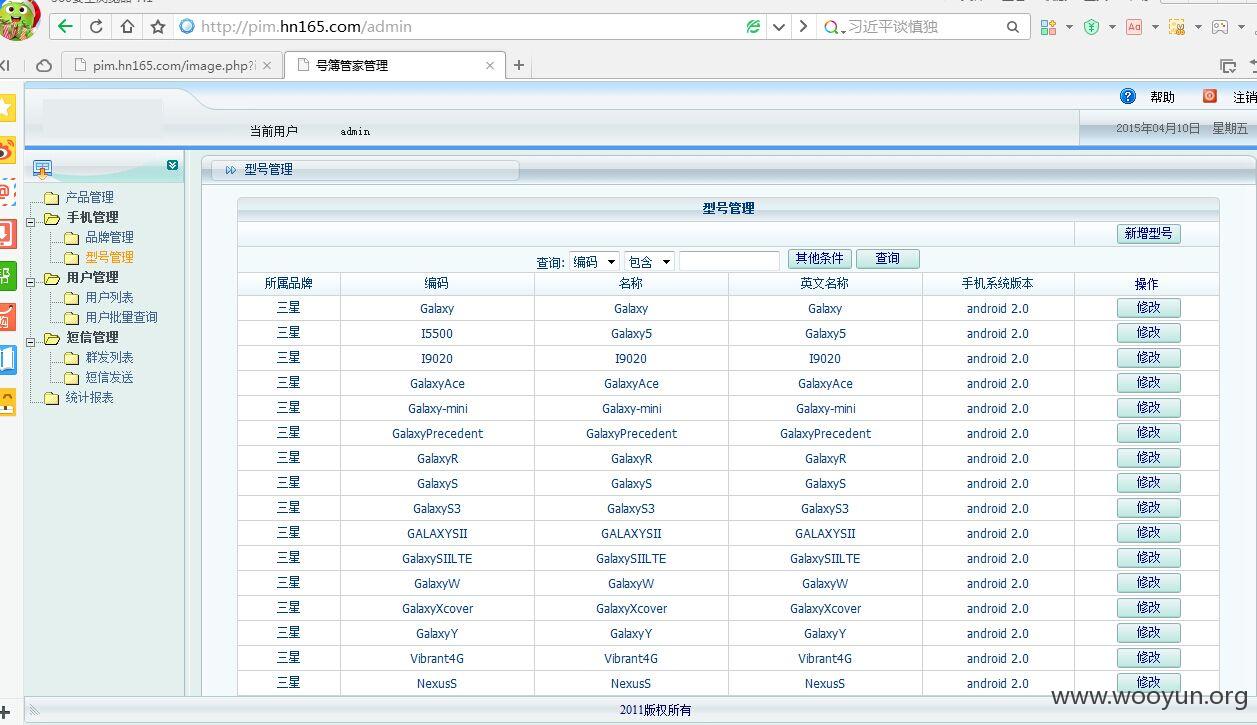 http://pim.hn165.com/admin
习近平谈慎独
pim.hn165.com/image.php?i
号簿管家管理
帮助
注销
当前用户 admin
2015年04月10日 星期五
产品管理
手机管理
品牌管理
型号管理
用户管理
用户列表
用户批量查询
短信管理
群发列表
短信发送
统计报表
型号管理
型号管理
新增型号
查询: 编码 包含 其他条件 查询
所属品牌 编码 名称 英文名称 手机系统版本 操作
三星 Galaxy Galaxy Galaxy android 2.0 修改
三星 I5500 Galaxy5 Galaxy5 android 2.0 修改
三星 I9020 I9020 I9020 android 2.0 修改
三星 GalaxyAce GalaxyAce GalaxyAce android 2.0 修改
三星 Galaxy-mini Galaxy-mini Galaxy-mini android 2.0 修改
三星 GalaxyPrecedent GalaxyPrecedent GalaxyPrecedent android 2.0 修改
三星 GalaxyR GalaxyR GalaxyR android 2.0 修改
三星 GalaxyS GalaxyS GalaxyS android 2.0 修改
三星 GalaxyS3 GalaxyS3 GalaxyS3 android 2.0 修改
三星 GALAXYSII GALAXYSII GALAXYSII android 2.0 修改
三星 GalaxySIILTE GalaxySIILTE GalaxySIILTE android 2.0 修改
三星 GalaxyW GalaxyW GalaxyW android 2.0 修改
三星 GalaxyXcover GalaxyXcover GalaxyXcover android 2.0 修改
三星 GalaxyY GalaxyY GalaxyY android 2.0 修改
三星 Vibrant4G Vibrant4G Vibrant4G android 2.0 修改
三星 NexusS NexusS NexusS android 2.0 修改
www.wooyun.org
2011版权所有